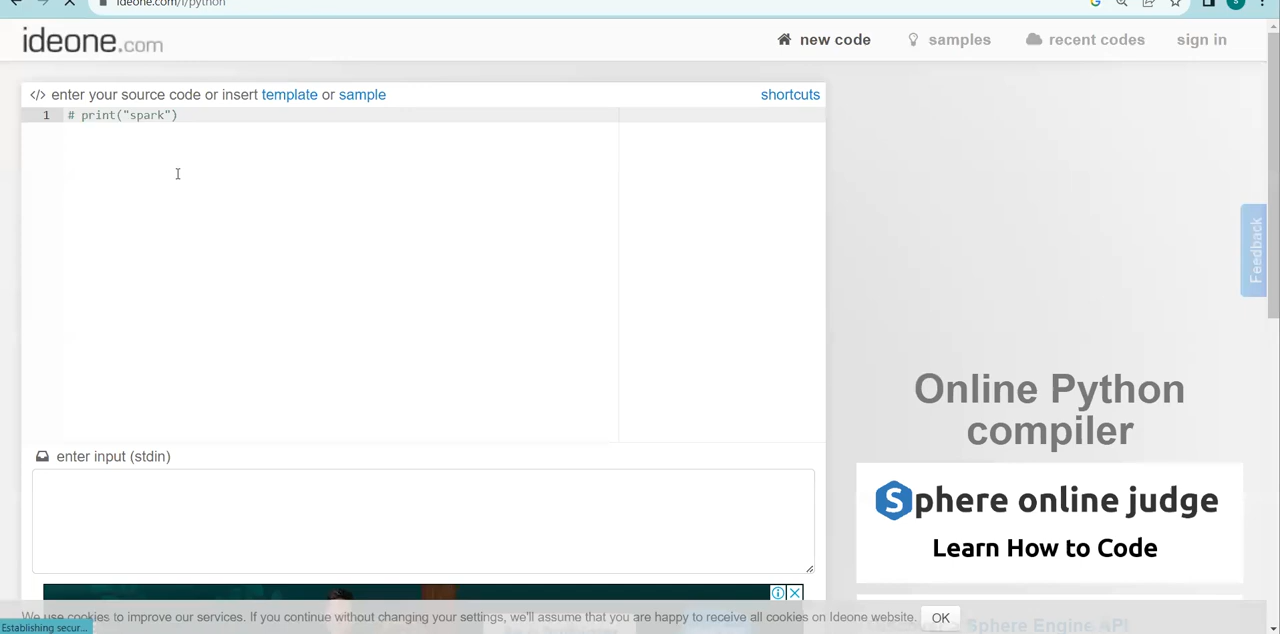 ideone.com/l/python
ideone.com
new code
samples
recent codes
sign in
</> enter your source code or insert template or sample
shortcuts
1 # print("spark")
Feedback
enter input (stdin)
Online Python
compiler
Sphere online judge
Learn How to Code
We use cookies to improve our services. If you continue without changing your settings, we'll assume that you are happy to receive all cookies on Ideone website.
OK
Sphere Engine API
Establishing secur...